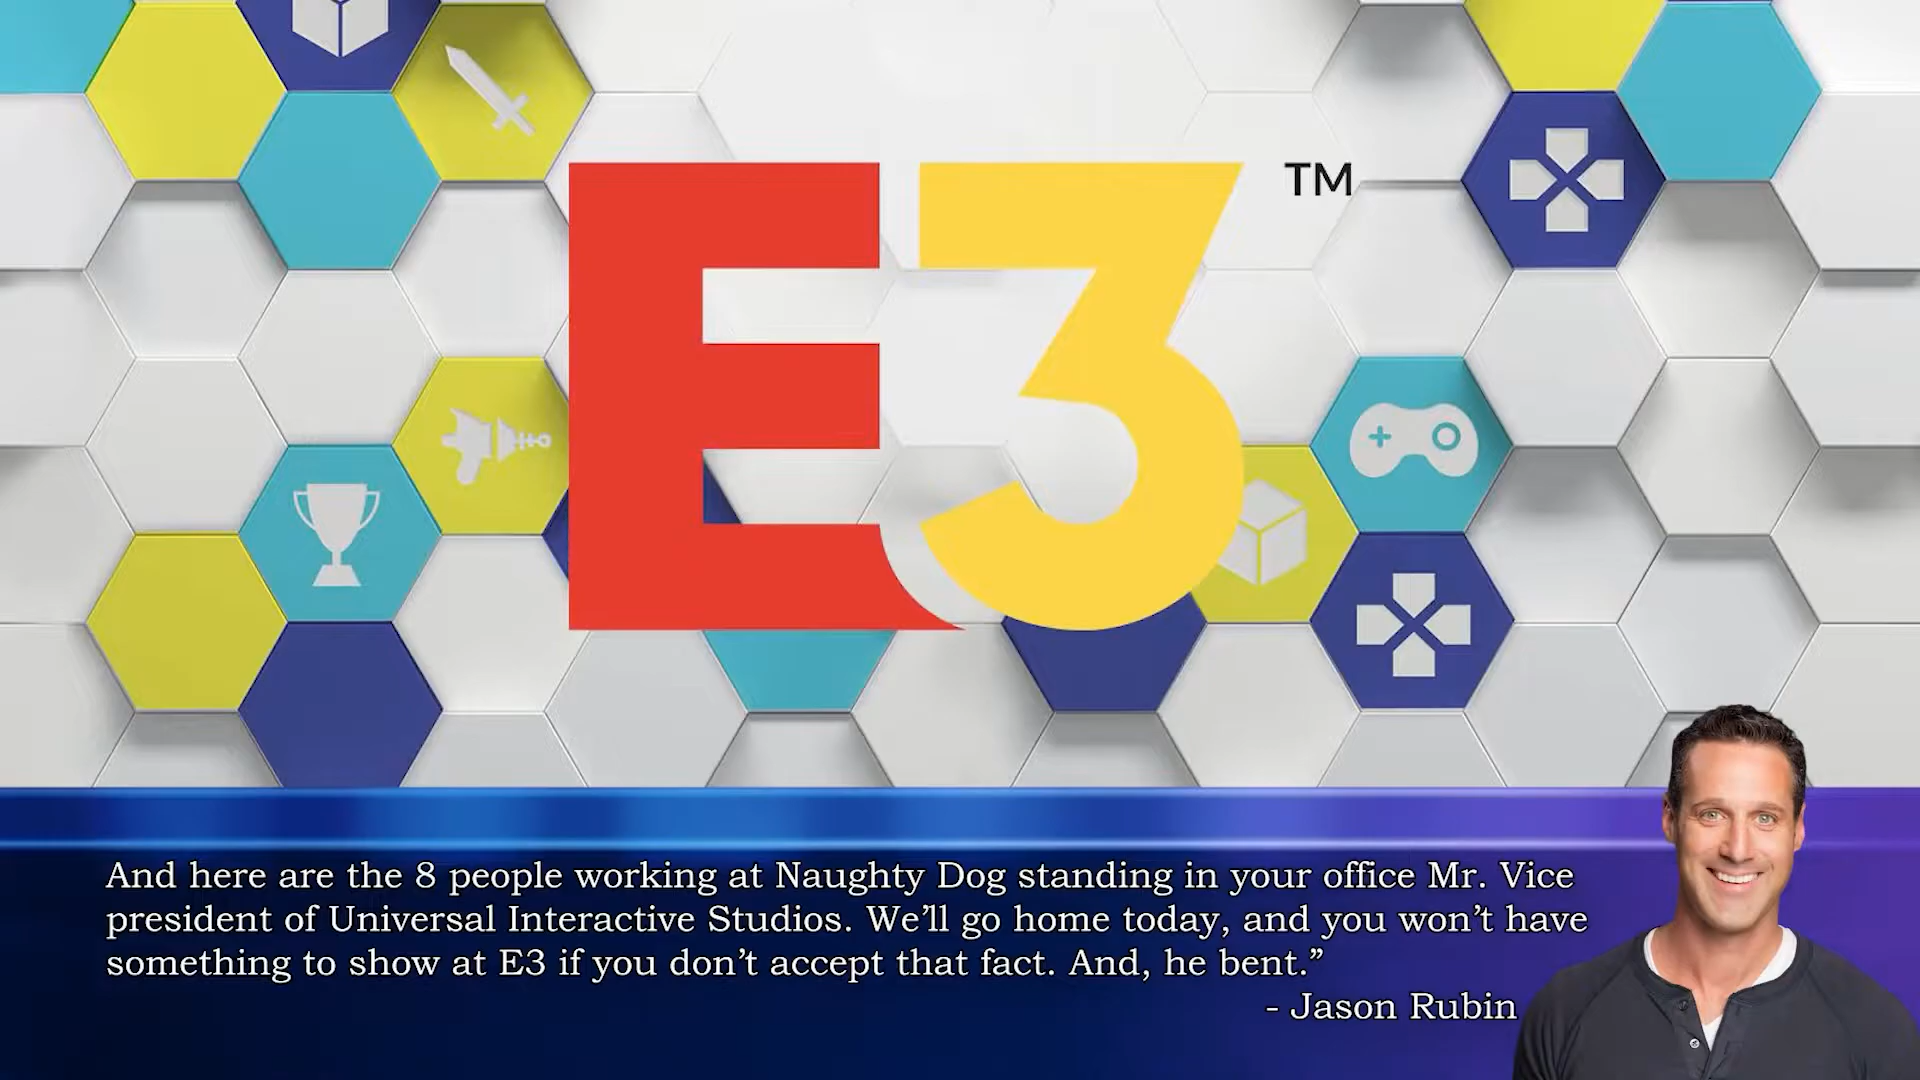 E3 TM
And here are the 8 people working at Naughty Dog standing in your office Mr. Vice
president of Universal Interactive Studios. We’ll go home today, and you won’t have
something to show at E3 if you don’t accept that fact. And, he bent.”
- Jason Rubin